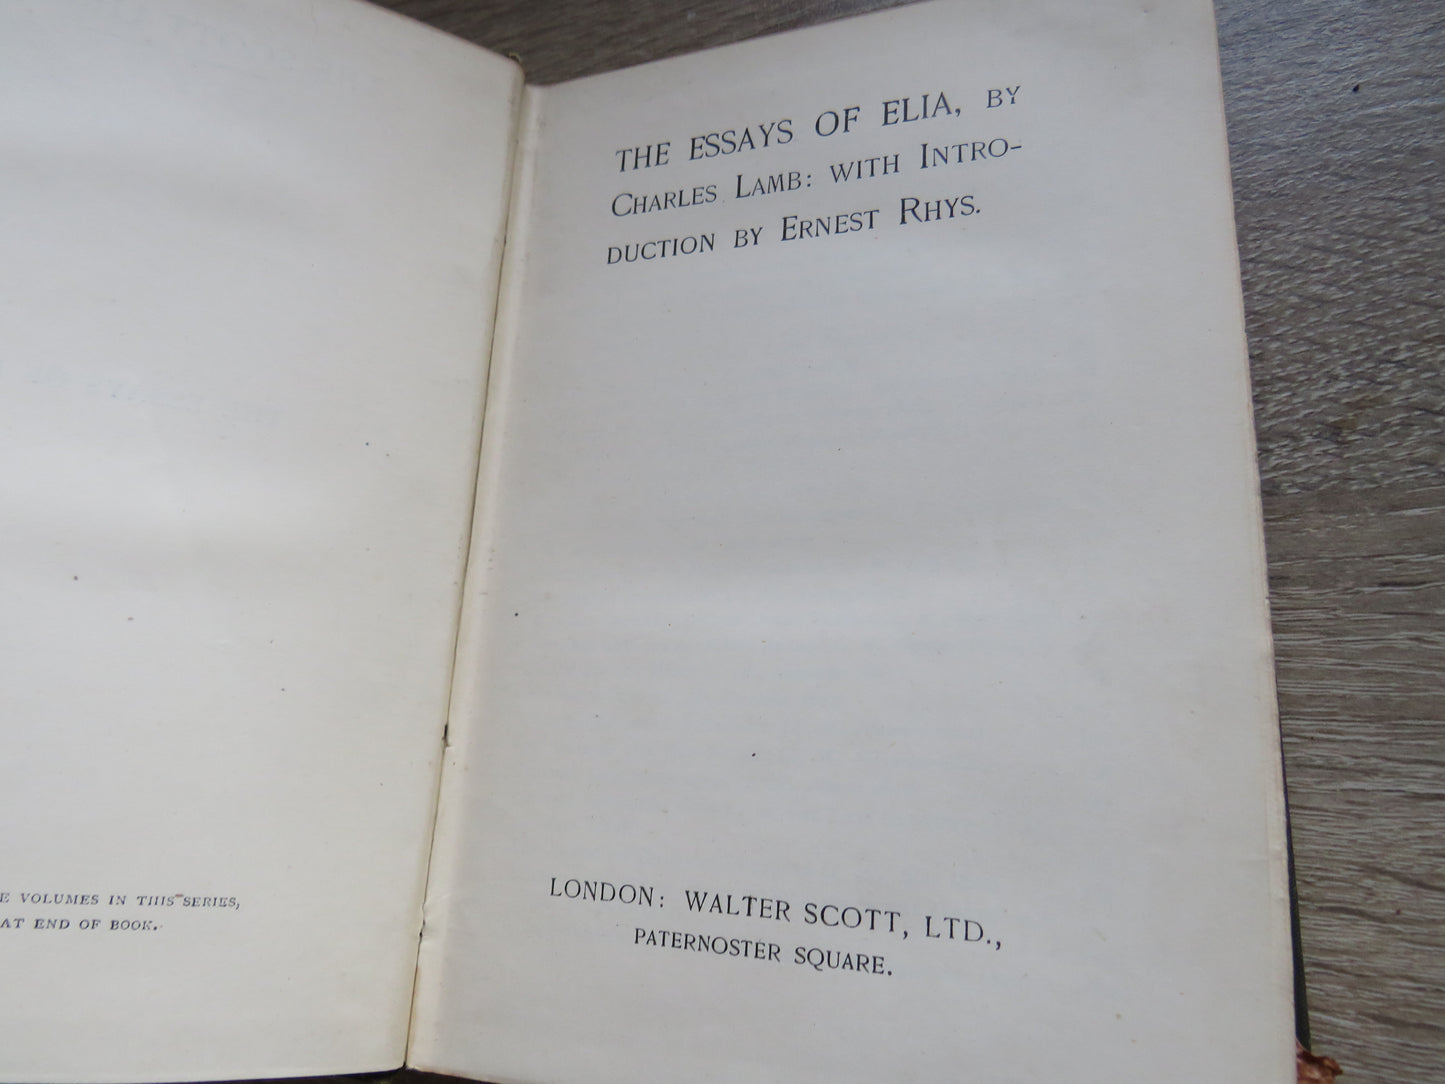 VOLUMES IN THIS SERIES,
AT END OF BOOK.
THE ESSAYS OF ELIA, BY
CHARLES LAMB: WITH INTRO-
DUCTION BY ERNEST RHYS.
LONDON: WALTER SCOTT, LTD.,
PATERNOSTER SQUARE.